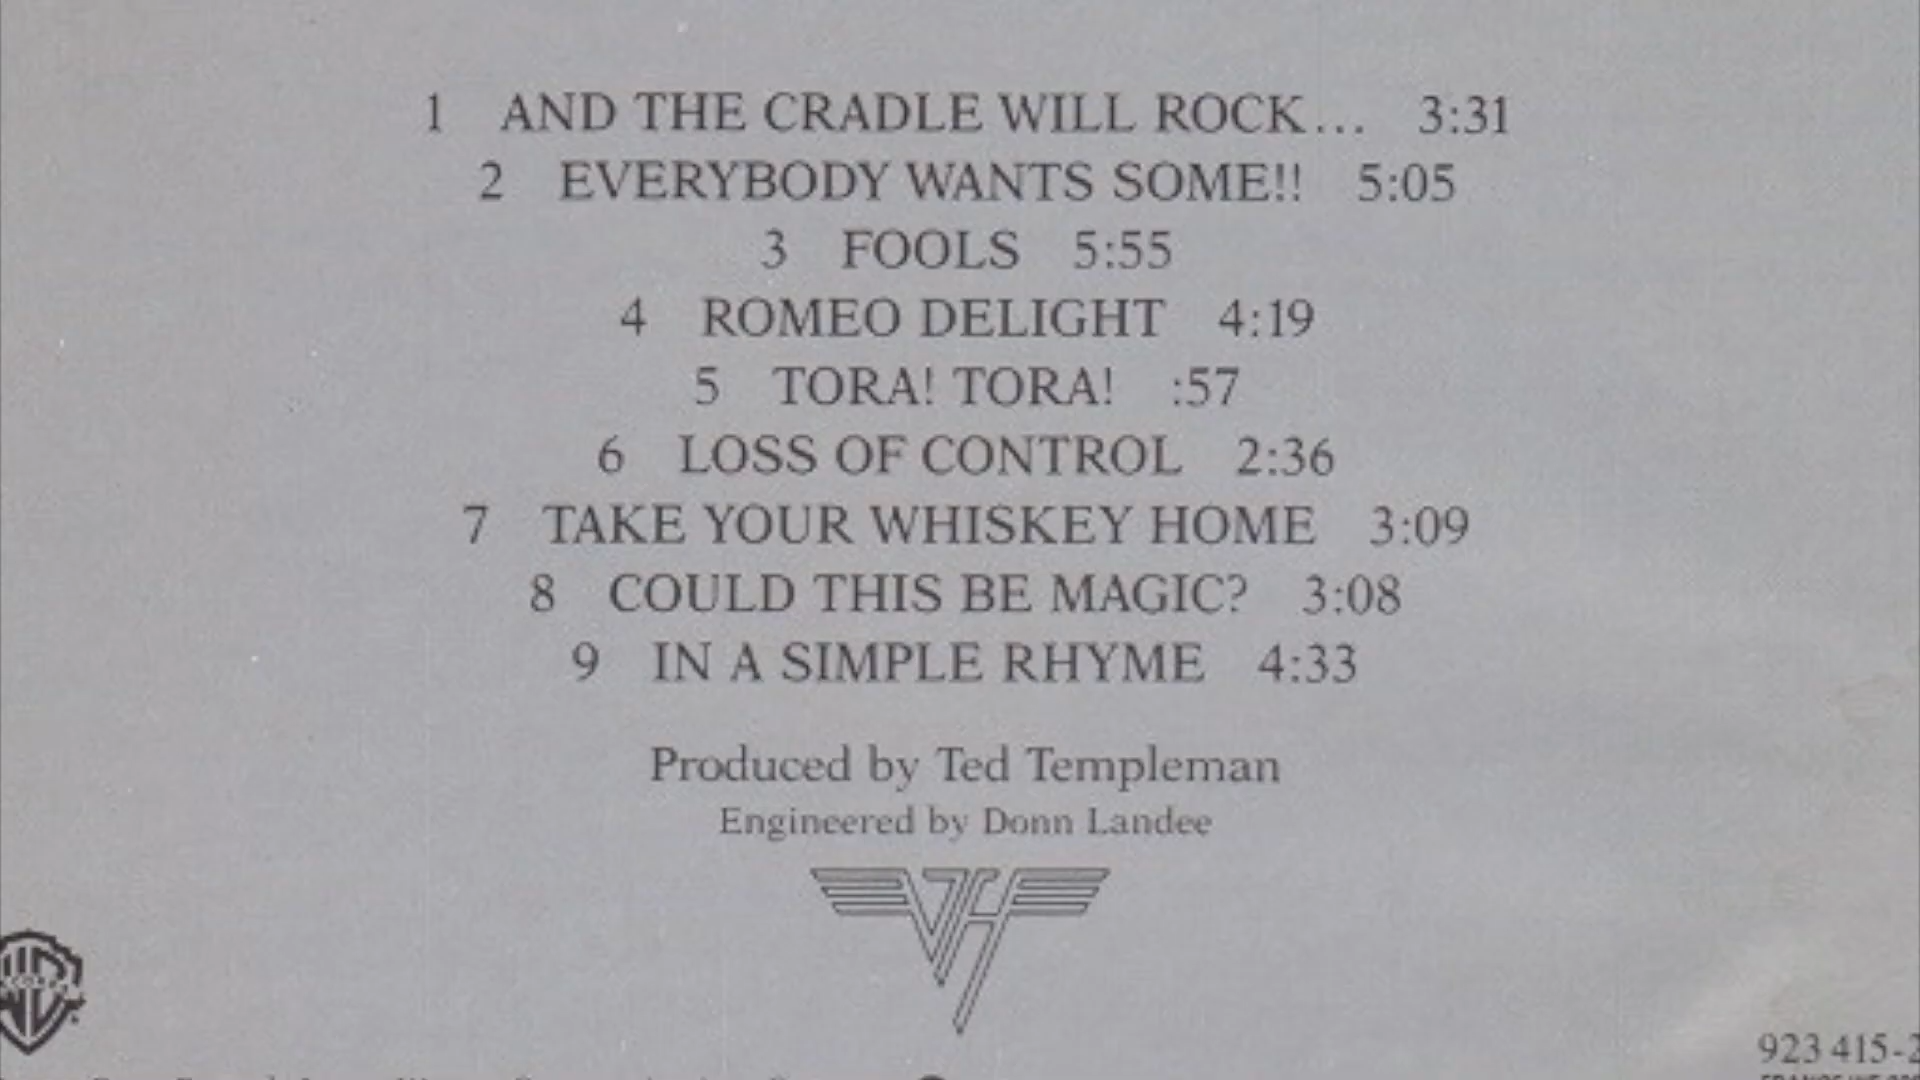 1 AND THE CRADLE WILL ROCK... 3:31
2 EVERYBODY WANTS SOME!! 5:05
3 FOOLS 5:55
4 ROMEO DELIGHT 4:19
5 TORA! TORA! :57
6 LOSS OF CONTROL 2:36
7 TAKE YOUR WHISKEY HOME 3:09
8 COULD THIS BE MAGIC? 3:08
9 IN A SIMPLE RHYME 4:33
Produced by Ted Templeman
Engineered by Donn Landee
VH
923 415-2